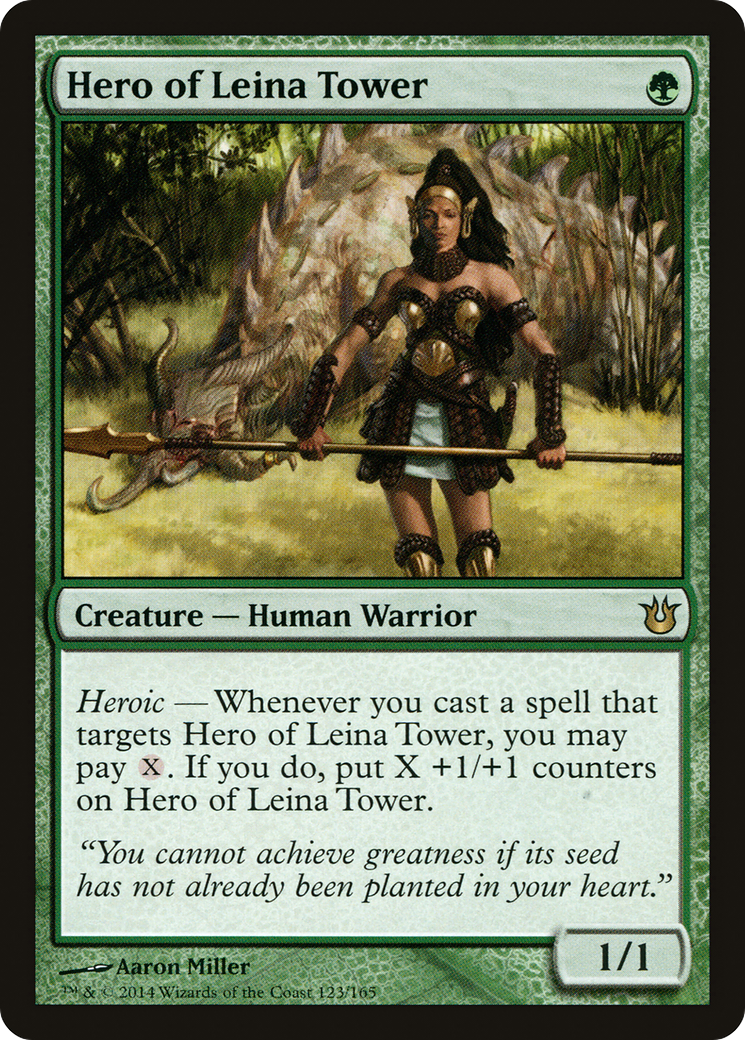 Hero of Leina Tower
Creature — Human Warrior
Heroic — Whenever you cast a spell that
targets Hero of Leina Tower, you may
pay X. If you do, put X +1/+1 counters
on Hero of Leina Tower.
“You cannot achieve greatness if its seed
has not already been planted in your heart.”
1/1
Aaron Miller
™ & © 2014 Wizards of the Coast 123/165